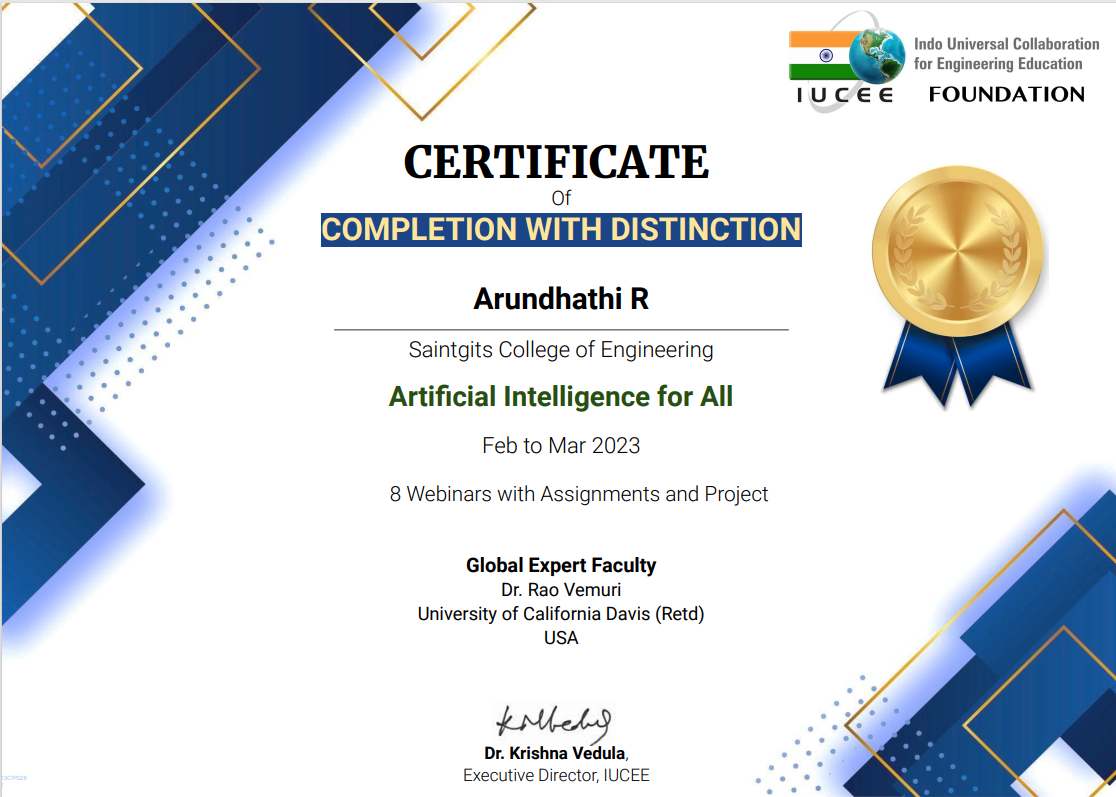 Indo Universal Collaboration
for Engineering Education
IUCEE FOUNDATION
CERTIFICATE
Of
COMPLETION WITH DISTINCTION
Arundhathi R
Saintgits College of Engineering
Artificial Intelligence for All
Feb to Mar 2023
8 Webinars with Assignments and Project
Global Expert Faculty
Dr. Rao Vemuri
University of California Davis (Retd)
USA
Dr. Krishna Vedula,
Executive Director, IUCEE